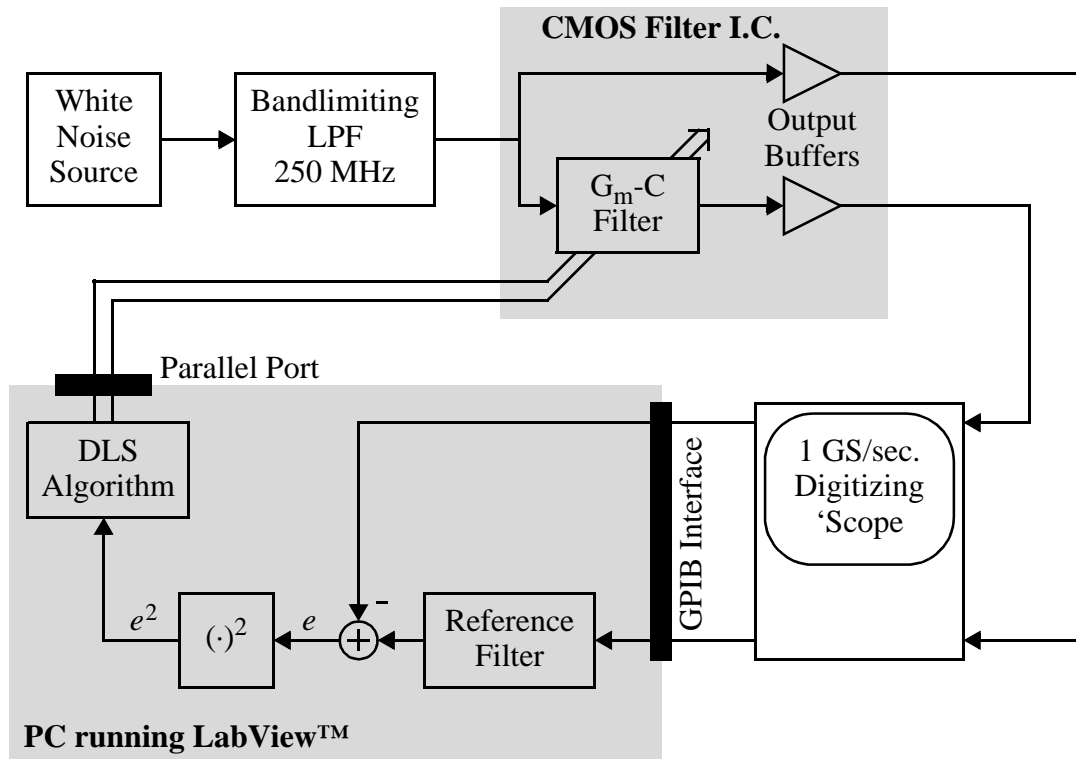 CMOS Filter I.C.
White
Noise
Source
Bandlimiting
LPF
250 MHz
Output
Buffers
Gm-C
Filter
Parallel Port
DLS
Algorithm
1 GS/sec.
Digitizing
‘Scope
GPIB Interface
e2
(·)2
e
-
+
Reference
Filter
PC running LabView™